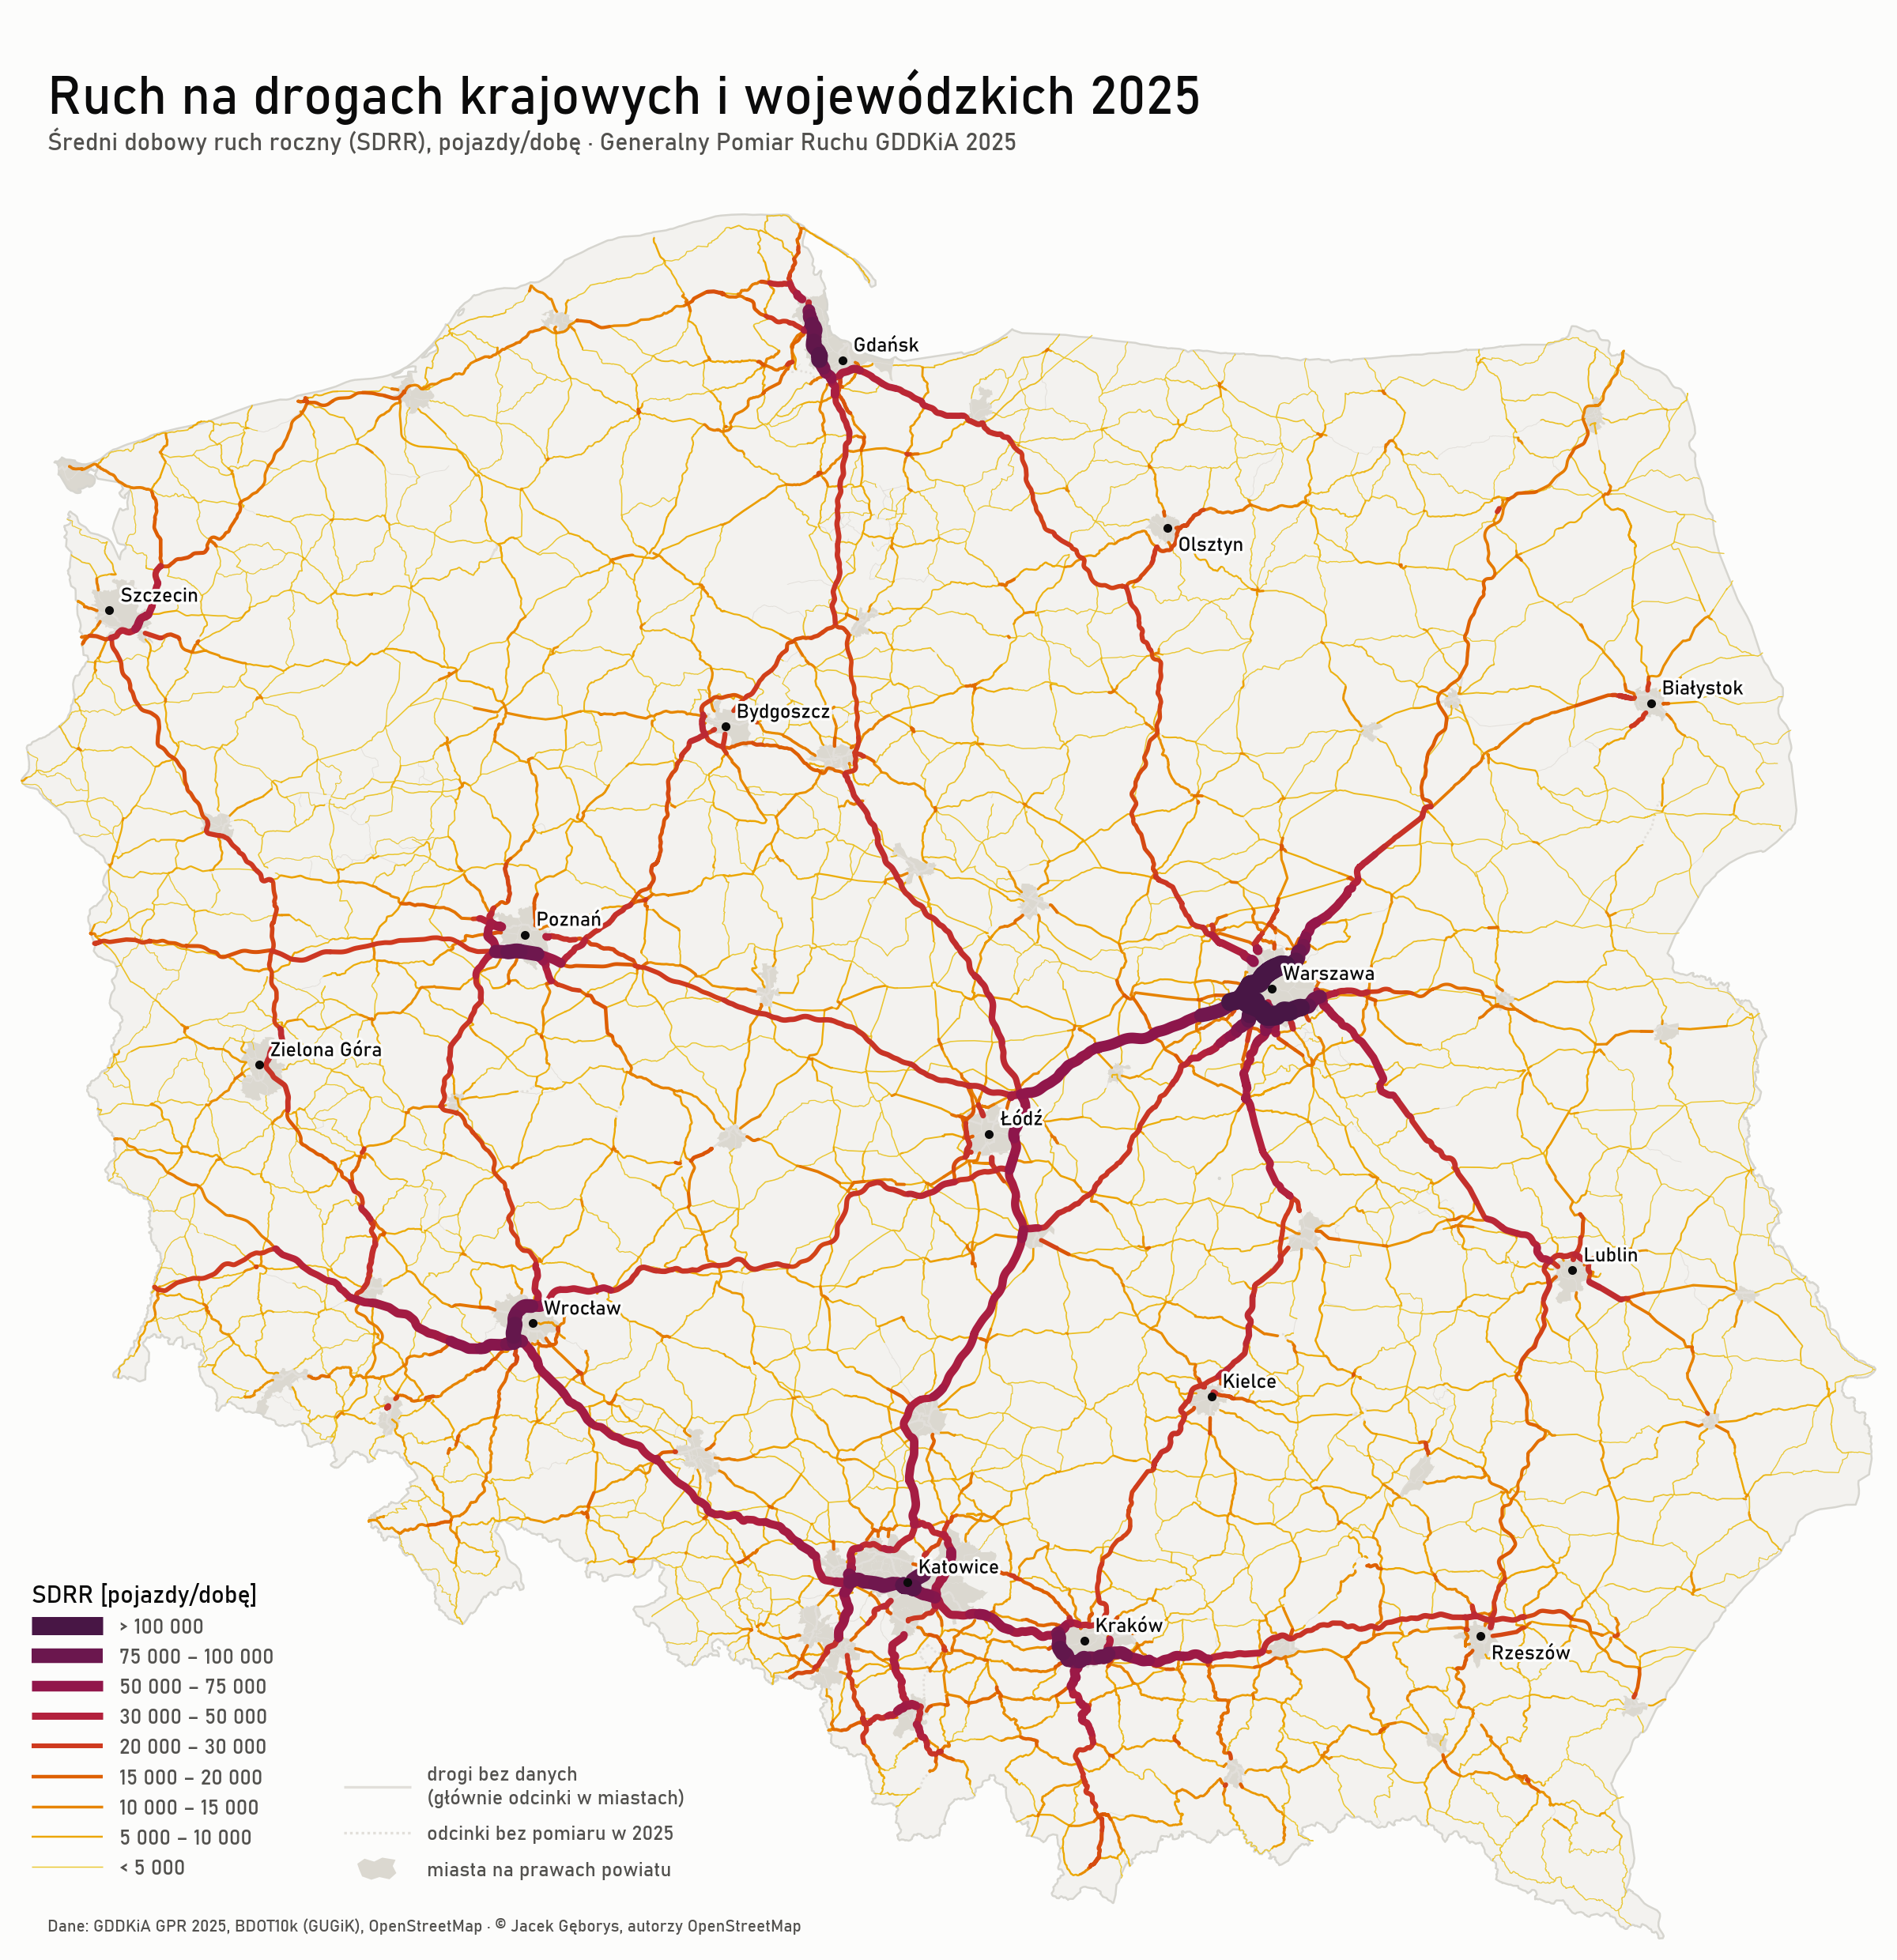 Ruch na drogach krajowych i wojewódzkich 2025
Średni dobowy ruch roczny (SDRR), pojazdy/dobę · Generalny Pomiar Ruchu GDDKiA 2025
Gdańsk
Olsztyn
Szczecin
Białystok
Bydgoszcz
Poznań
Warszawa
Zielona Góra
Łódź
Lublin
Wrocław
Kielce
Katowice
Kraków
Rzeszów
SDRR [pojazdy/dobę]
> 100 000
75 000 – 100 000
50 000 – 75 000
30 000 – 50 000
20 000 – 30 000
15 000 – 20 000
10 000 – 15 000
5 000 – 10 000
< 5 000
drogi bez danych
(głównie odcinki w miastach)
odcinki bez pomiaru w 2025
miasta na prawach powiatu
Dane: GDDKiA GPR 2025, BDOT10k (GUGiK), OpenStreetMap · © Jacek Gęborys, autorzy OpenStreetMap